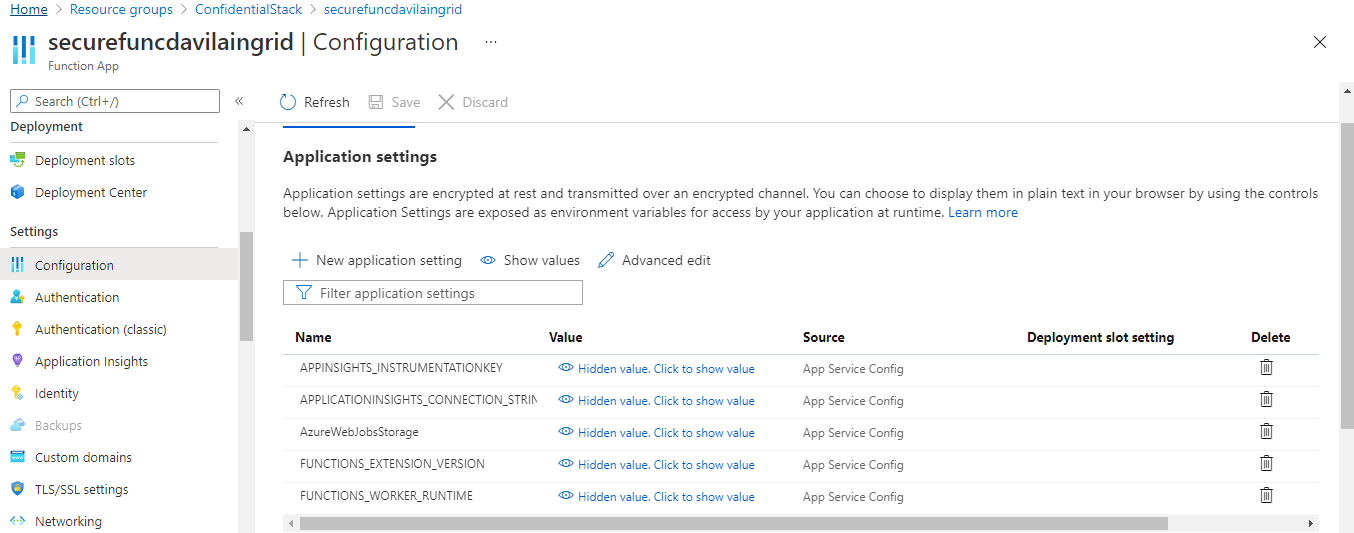 Home > Resource groups > ConfidentialStack > securefuncdavilaingrid
securefuncdavilaingrid | Configuration ...
Function App
Search (Ctrl+/) «
Refresh Save Discard
Deployment
Deployment slots
Deployment Center
Settings
Configuration
Authentication
Authentication (classic)
Application Insights
Identity
Backups
Custom domains
TLS/SSL settings
Networking
Application settings
Application settings are encrypted at rest and transmitted over an encrypted channel. You can choose to display them in plain text in your browser by using the controls
below. Application Settings are exposed as environment variables for access by your application at runtime. Learn more
New application setting Show values Advanced edit
Filter application settings
Name Value Source Deployment slot setting Delete
APPINSIGHTS_INSTRUMENTATIONKEY Hidden value. Click to show value App Service Config
APPLICATIONINSIGHTS_CONNECTION_STRIN Hidden value. Click to show value App Service Config
AzureWebJobsStorage Hidden value. Click to show value App Service Config
FUNCTIONS_EXTENSION_VERSION Hidden value. Click to show value App Service Config
FUNCTIONS_WORKER_RUNTIME Hidden value. Click to show value App Service Config